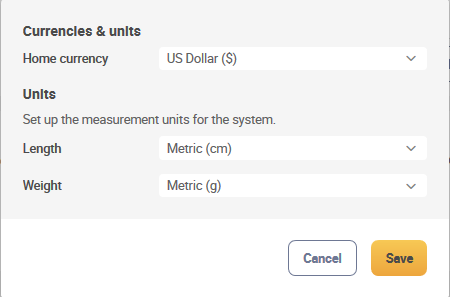 Currencies & units
Home currency US Dollar ($)
Units
Set up the measurement units for the system.
Length Metric (cm)
Weight Metric (g)
Cancel Save